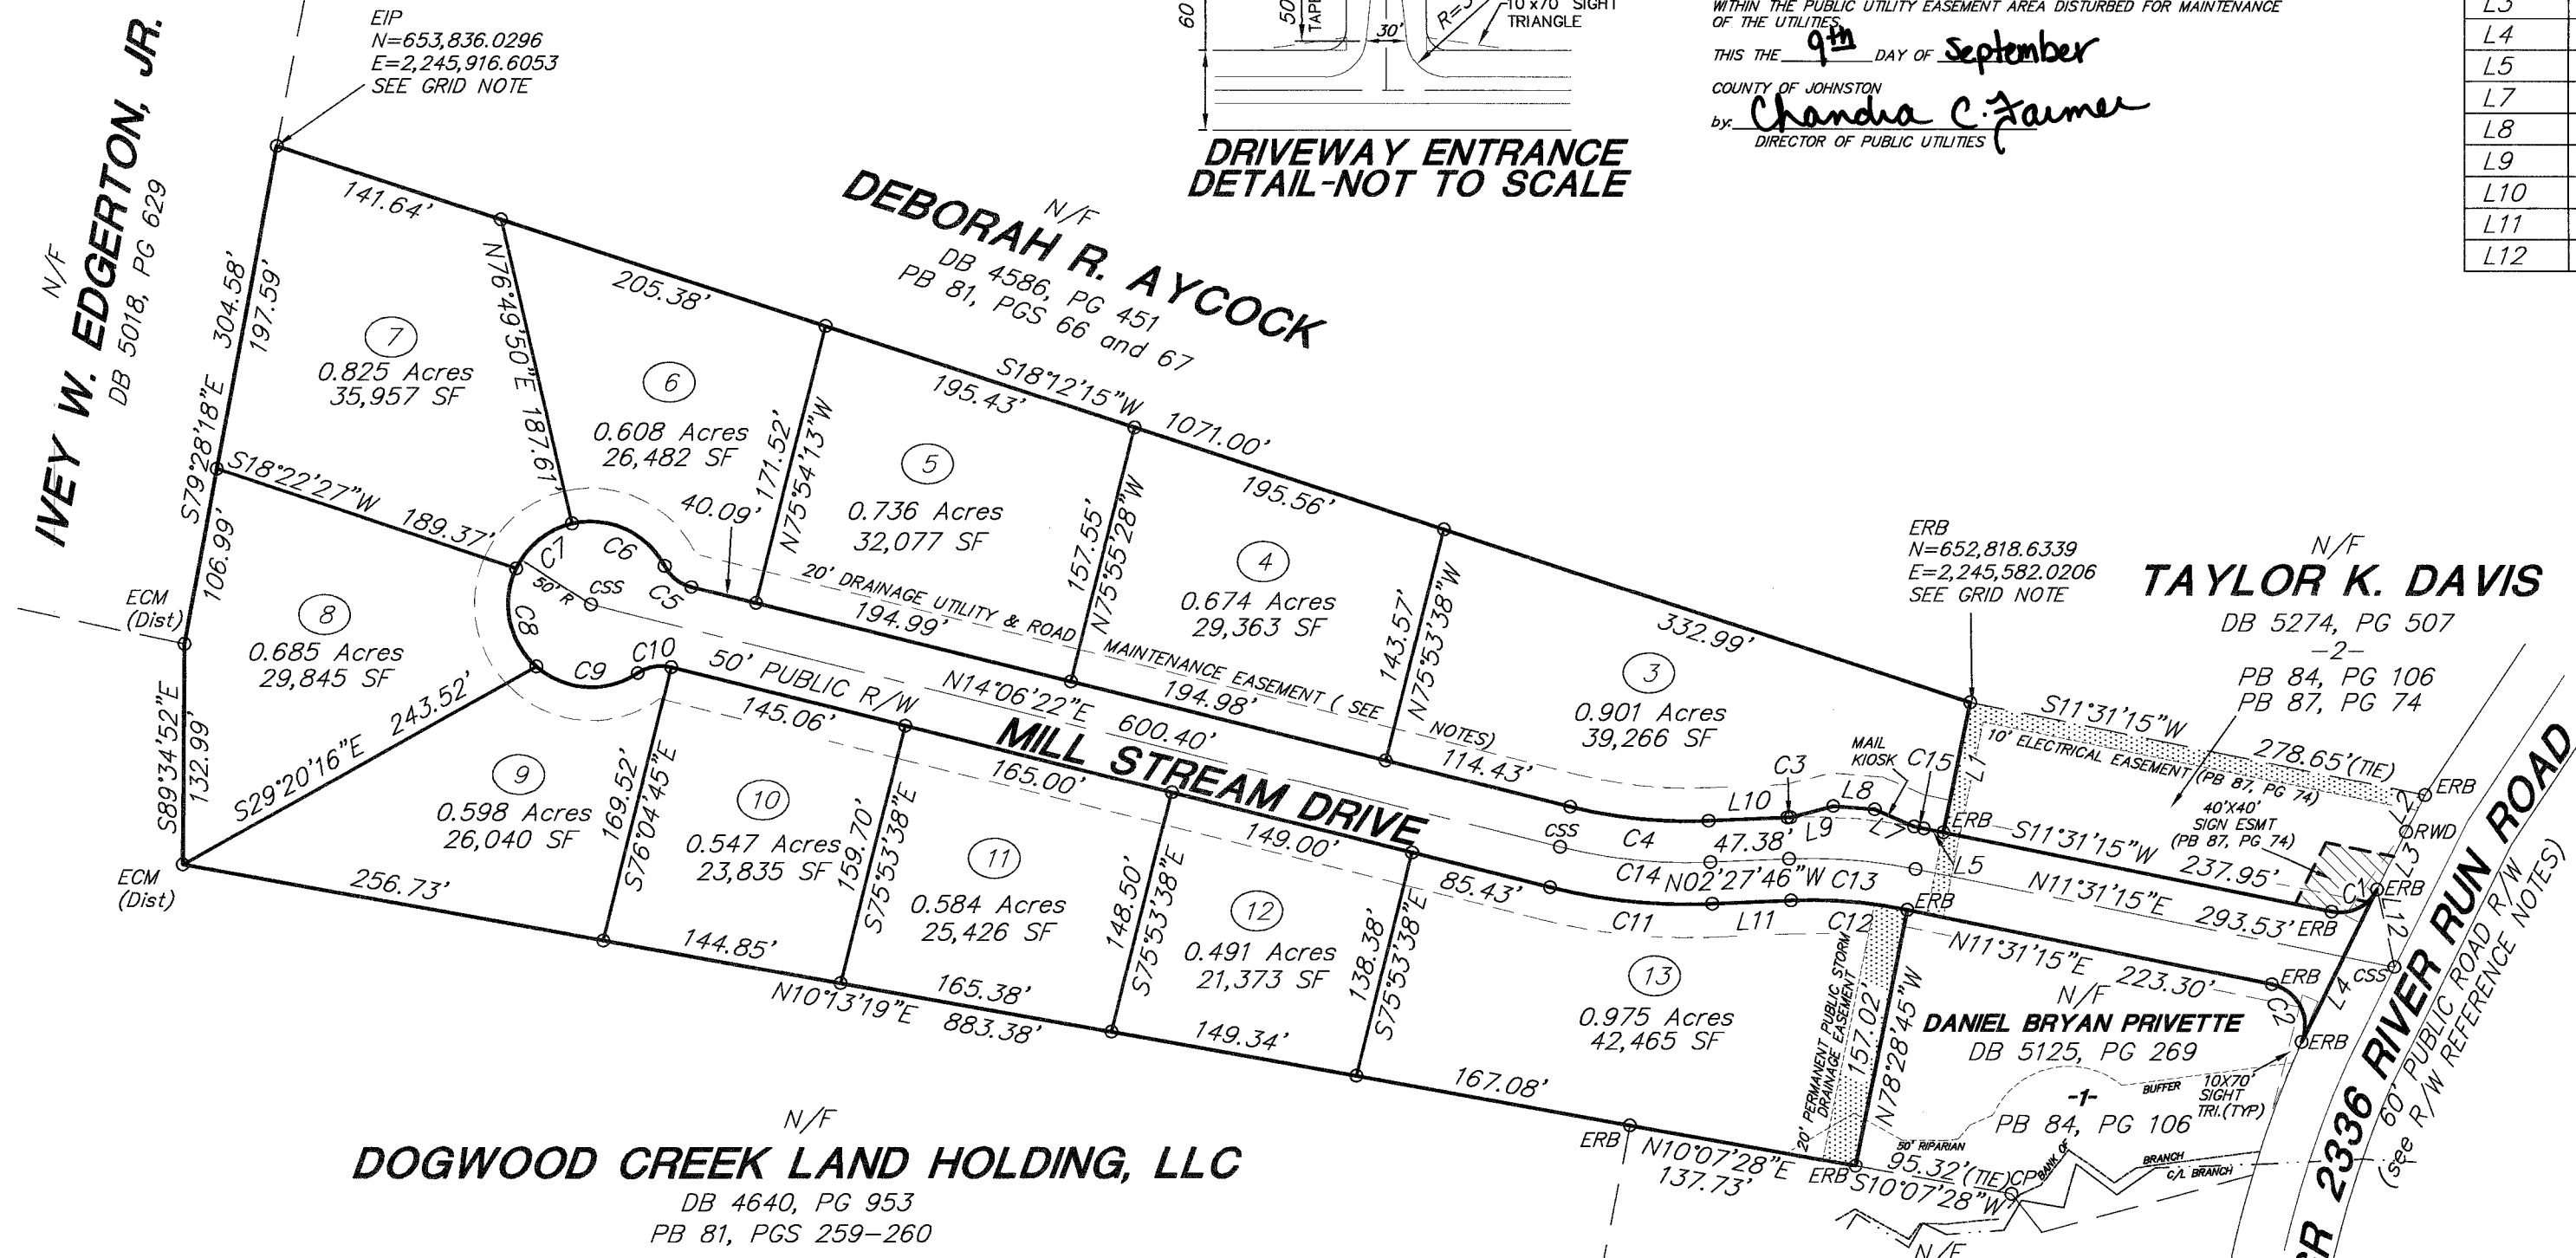 EIP
N=653,836.0296
E=2,245,916.6053
SEE GRID NOTE
N/F
IVEY W. EDGERTON, JR.
DB 5018, PG 629
60
50'
30'
10'x70' SIGHT
TRIANGLE
DRIVEWAY ENTRANCE
DETAIL-NOT TO SCALE
WITHIN THE PUBLIC UTILITY EASEMENT AREA DISTURBED FOR MAINTENANCE
OF THE UTILITIES.
THIS THE 9th DAY OF September
COUNTY OF JOHNSTON
by: Chandra C. Farmer
DIRECTOR OF PUBLIC UTILITIES
L3
L4
L5
L7
L8
L9
L10
L11
L12
N/F
DEBORAH R. AYCOCK
DB 4586, PG 451
PB 81, PGS 66 and 67
141.64'
205.38'
195.43'
S18°12'15"W 1071.00'
195.56'
332.99'
S79°28'18"E 304.58'
197.59'
106.99'
7
0.825 Acres
35,957 SF
N76°49'50"E 187.61'
6
0.608 Acres
26,482 SF
171.52'
N75°54'13"W
40.09'
5
0.736 Acres
32,077 SF
157.55'
N75°55'28"W
4
0.674 Acres
29,363 SF
143.57'
N75°53'38"W
3
0.901 Acres
39,266 SF
S18°22'27"W 189.37'
C7
C6
C5
50' R
CSS
C8
C9
C10
20' DRAINAGE UTILITY & ROAD MAINTENANCE EASEMENT ( SEE NOTES)
194.99'
194.98'
114.43'
ECM
(Dist)
8
0.685 Acres
29,845 SF
S89°34'52"E
132.99'
S29°20'16"E 243.52'
ECM
(Dist)
50' PUBLIC R/W
N14°06'22"E 600.40'
MILL STREAM DRIVE
145.06'
165.00'
149.00'
85.43'
9
0.598 Acres
26,040 SF
169.52'
S76°04'45"E
10
0.547 Acres
23,835 SF
159.70'
S75°53'38"E
11
0.584 Acres
25,426 SF
148.50'
S75°53'38"E
12
0.491 Acres
21,373 SF
138.38'
S75°53'38"E
13
0.975 Acres
42,465 SF
256.73'
144.85'
N10°13'19"E 883.38'
165.38'
149.34'
167.08'
ERB
N10°07'28"E
137.73'
ERB
CSS
C4
L10
C3
L9
L8
MAIL
KIOSK
L7
C15
L1
ERB
L5
47.38'
C14
N02°27'46"W
C13
C11
L11
C12
ERB
20' PERMANENT PUBLIC STORM
DRAINAGE EASEMENT
157.02'
N78°28'45"W
ERB
N=652,818.6339
E=2,245,582.0206
SEE GRID NOTE
N/F
TAYLOR K. DAVIS
DB 5274, PG 507
-2-
PB 84, PG 106
PB 87, PG 74
S11°31'15"W
278.65'(TIE)
10' ELECTRICAL EASEMENT (PB 87, PG 74)
40'X40'
SIGN ESMT
(PB 87, PG 74)
S11°31'15"W
237.95'
ERB
L2
RWD
L3
C1
ERB
ERB
L12
N11°31'15"E
293.53'
N11°31'15"E
223.30'
ERB
CSS
L4
C2
ERB
N/F
DANIEL BRYAN PRIVETTE
DB 5125, PG 269
-1-
PB 84, PG 106
BUFFER
10X70'
SIGHT
TRI.(TYP)
50' RIPARIAN
95.32'(TIE)
CP
S10°07'28"W
BANK OF
BRANCH
C/L BRANCH
N/F
SR 2336 RIVER RUN ROAD
60' PUBLIC ROAD R/W
(see R/W REFERENCE NOTES)
N/F
DOGWOOD CREEK LAND HOLDING, LLC
DB 4640, PG 953
PB 81, PGS 259-260